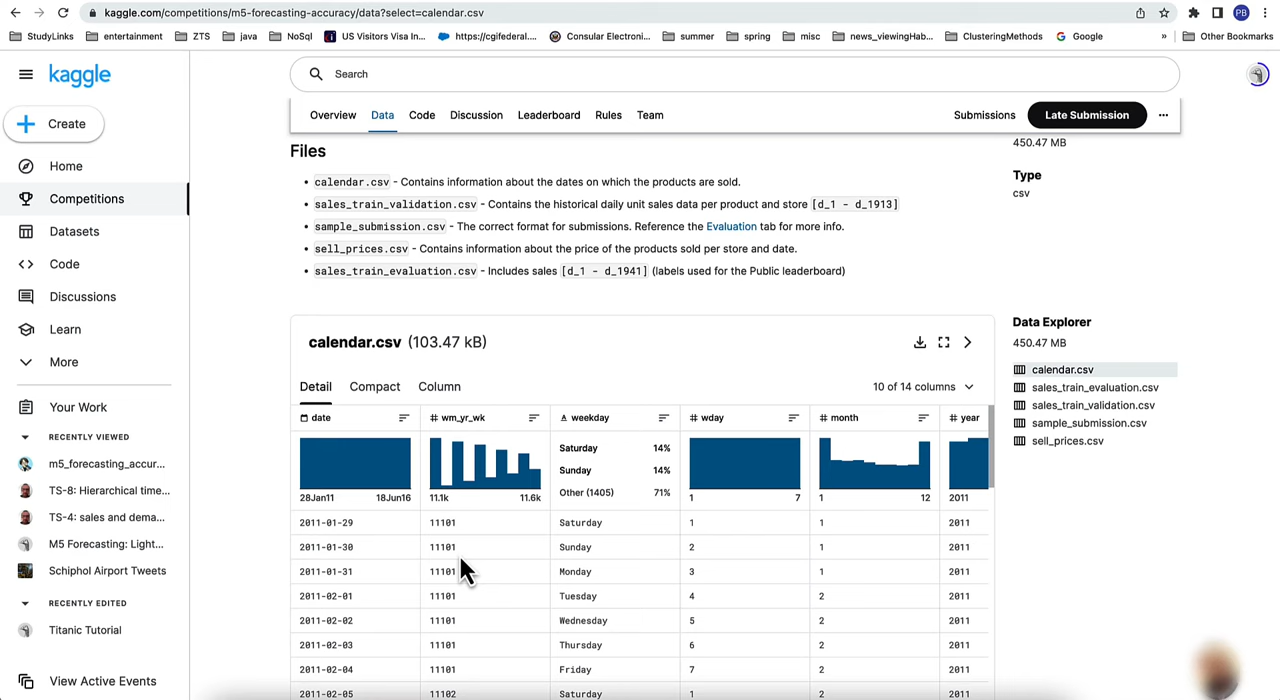 kaggle.com/competitions/m5-forecasting-accuracy/data?select=calendar.csv
PB
StudyLinks entertainment ZTS java NoSql US Visitors Visa In... https://cgifederal.... Consular Electroni... summer spring misc news_viewingHab... ClusteringMethods Google » Other Bookmarks
kaggle
Search
Create
Overview Data Code Discussion Leaderboard Rules Team Submissions Late Submission
Home
Competitions
Datasets
Code
Discussions
Learn
More
Your Work
RECENTLY VIEWED
m5_forecasting_accur...
TS-8: Hierarchical time...
TS-4: sales and dema...
M5 Forecasting: Light...
Schiphol Airport Tweets
RECENTLY EDITED
Titanic Tutorial
View Active Events
Files
• calendar.csv - Contains information about the dates on which the products are sold.
• sales_train_validation.csv - Contains the historical daily unit sales data per product and store [d_1 - d_1913]
• sample_submission.csv - The correct format for submissions. Reference the Evaluation tab for more info.
• sell_prices.csv - Contains information about the price of the products sold per store and date.
• sales_train_evaluation.csv - Includes sales [d_1 - d_1941] (labels used for the Public leaderboard)
calendar.csv (103.47 kB)
Detail Compact Column 10 of 14 columns
date # wm_yr_wk A weekday # wday # month # year
Saturday 14%
Sunday 14%
Other (1405) 71%
28Jan11 18Jun16 11.1k 11.6k 1 7 1 12 2011
2011-01-29 11101 Saturday 1 1 2011
2011-01-30 11101 Sunday 2 1 2011
2011-01-31 11101 Monday 3 1 2011
2011-02-01 11101 Tuesday 4 2 2011
2011-02-02 11101 Wednesday 5 2 2011
2011-02-03 11101 Thursday 6 2 2011
2011-02-04 11101 Friday 7 2 2011
2011-02-05 11102 Saturday 1 2 2011
450.47 MB
Type
csv
Data Explorer
450.47 MB
calendar.csv
sales_train_evaluation.csv
sales_train_validation.csv
sample_submission.csv
sell_prices.csv